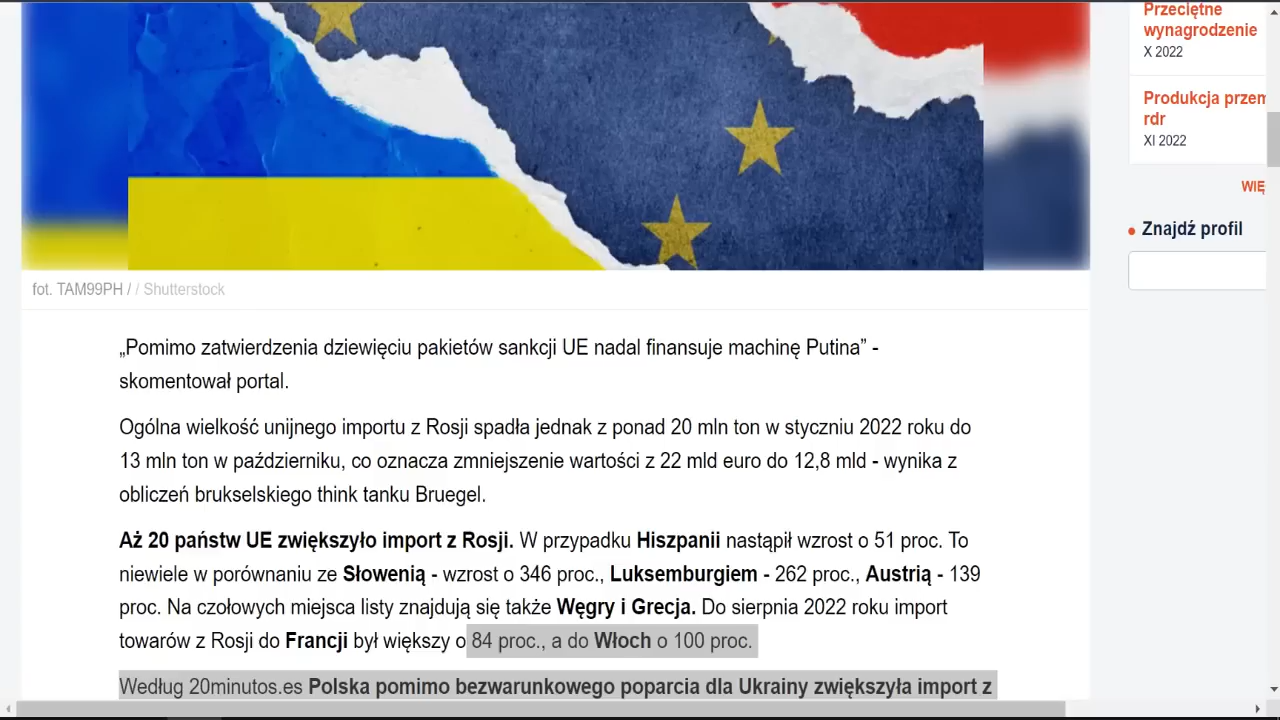 Przeciętne
wynagrodzenie
X 2022
Produkcja
rdr
XI 2022
Znajdź profil
fot. TAM99PH / / Shutterstock
„Pomimo zatwierdzenia dziewięciu pakietów sankcji UE nadal finansuje machinę Putina” -
skomentował portal.
Ogólna wielkość unijnego importu z Rosji spadła jednak z ponad 20 mln ton w styczniu 2022 roku do
13 mln ton w październiku, co oznacza zmniejszenie wartości z 22 mld euro do 12,8 mld - wynika z
obliczeń brukselskiego think tanku Bruegel.
Aż 20 państw UE zwiększyło import z Rosji. W przypadku Hiszpanii nastąpił wzrost o 51 proc. To
niewiele w porównaniu ze Słowenią - wzrost o 346 proc., Luksemburgiem - 262 proc., Austrią - 139
proc. Na czołowych miejsca listy znajdują się także Węgry i Grecja. Do sierpnia 2022 roku import
towarów z Rosji do Francji był większy o 84 proc., a do Włoch o 100 proc.
Według 20minutos.es Polska pomimo bezwarunkowego poparcia dla Ukrainy zwiększyła import z